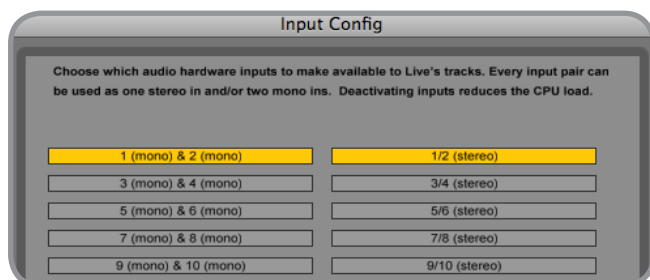 Input Config
Choose which audio hardware inputs to make available to Live's tracks. Every input pair can
be used as one stereo in and/or two mono ins. Deactivating inputs reduces the CPU load.
1 (mono) & 2 (mono) 1/2 (stereo)
3 (mono) & 4 (mono) 3/4 (stereo)
5 (mono) & 6 (mono) 5/6 (stereo)
7 (mono) & 8 (mono) 7/8 (stereo)
9 (mono) & 10 (mono) 9/10 (stereo)